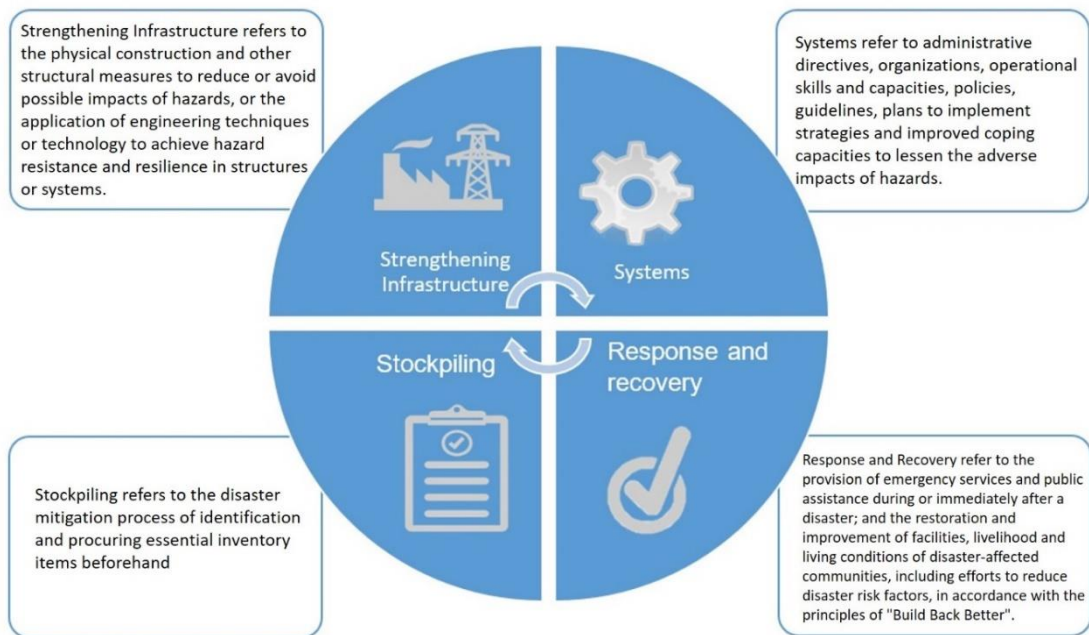 Strengthening Infrastructure refers to
the physical construction and other
structural measures to reduce or avoid
possible impacts of hazards, or the
application of engineering techniques
or technology to achieve hazard
resistance and resilience in structures
or systems.
Systems refer to administrative
directives, organizations, operational
skills and capacities, policies,
guidelines, plans to implement
strategies and improved coping
capacities to lessen the adverse
impacts of hazards.
Strengthening
Infrastructure
Systems
Stockpiling
Response and
recovery
Stockpiling refers to the disaster
mitigation process of identification
and procuring essential inventory
items beforehand
Response and Recovery refer to the
provision of emergency services and public
assistance during or immediately after a
disaster; and the restoration and
improvement of facilities, livelihood and
living conditions of disaster-affected
communities, including efforts to reduce
disaster risk factors, in accordance with the
principles of "Build Back Better".